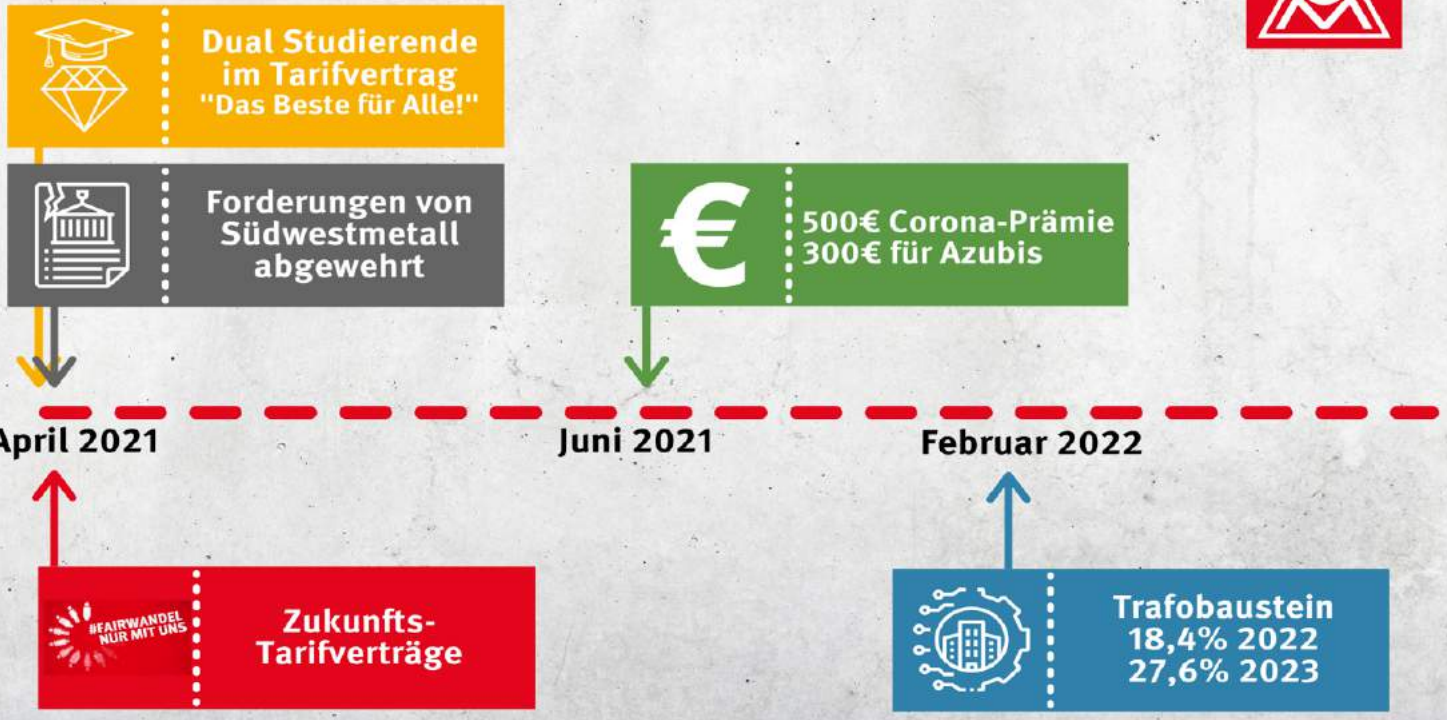 Dual Studierende
im Tarifvertrag
"Das Beste für Alle!"
Forderungen von
Südwestmetall
abgewehrt
€
500€ Corona-Prämie
300€ für Azubis
April 2021
Juni 2021
Februar 2022
#FAIRWANDEL
NUR MIT UNS
Zukunfts-
Tarifverträge
Trafobaustein
18,4% 2022
27,6% 2023